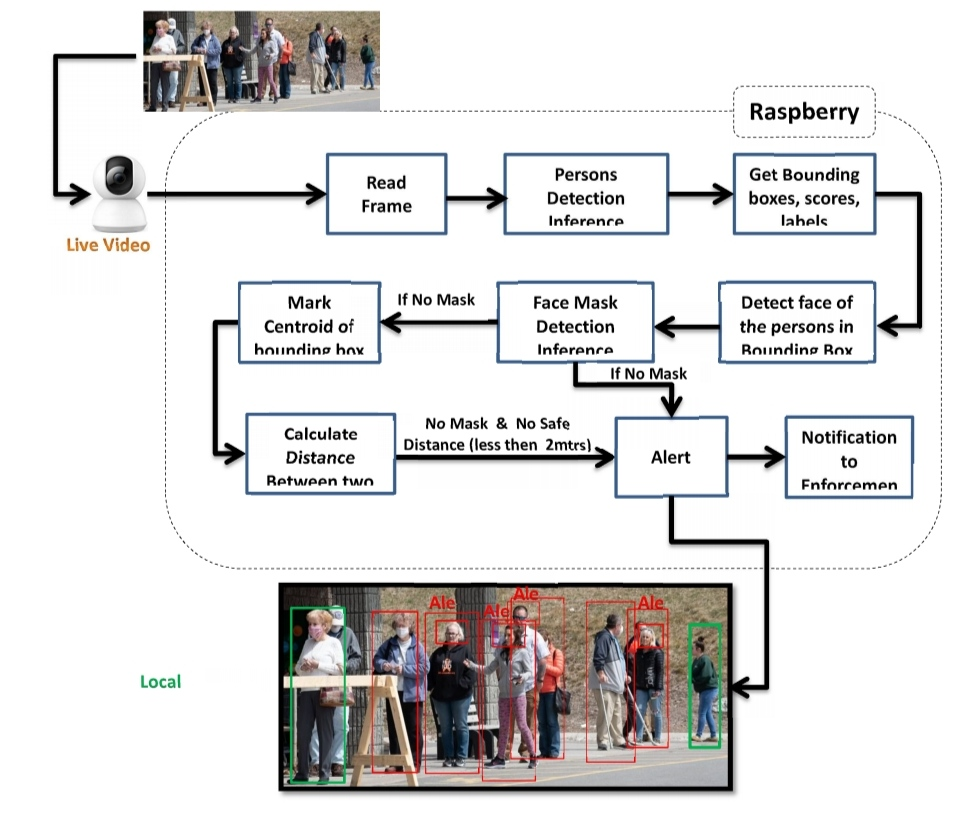 Raspberry
Read
Frame
Persons
Detection
Inference
Get Bounding
boxes, scores,
labels
Live Video
Mark
Centroid of
bounding box
If No Mask
Face Mask
Detection
Inference
Detect face of
the persons in
Bounding Box
If No Mask
Calculate
Distance
Between two
No Mask & No Safe
Distance (less then 2mtrs)
Alert
Notification
to
Enforcemen
Ale
Ale
Ale
Ale
Local